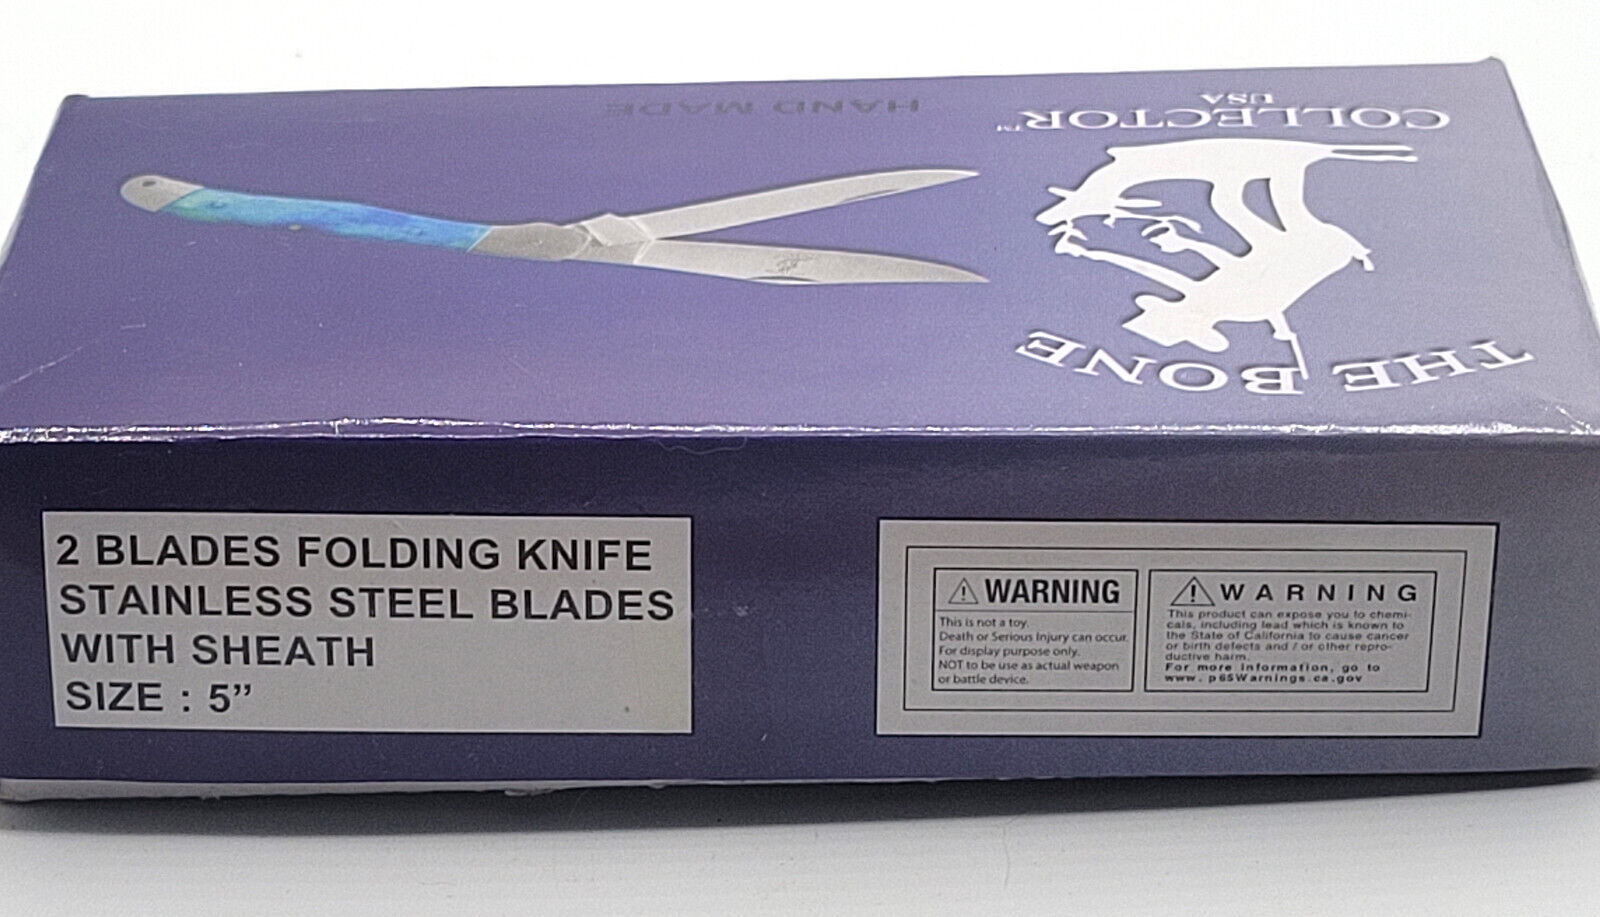 HAND MADE
THE BONE
COLLECTOR™
USA
2 BLADES FOLDING KNIFE
STAINLESS STEEL BLADES
WITH SHEATH
SIZE : 5”
⚠ WARNING
This is not a toy.
Death or Serious Injury can occur.
For display purpose only.
NOT to be use as actual weapon
or battle device.
⚠ WARNING
This product can expose you to chemi-
cals, including lead which is known to
the State of California to cause cancer
or birth defects and / or other repro-
ductive harm.
For more information, go to
www. p65Warnings.ca.gov